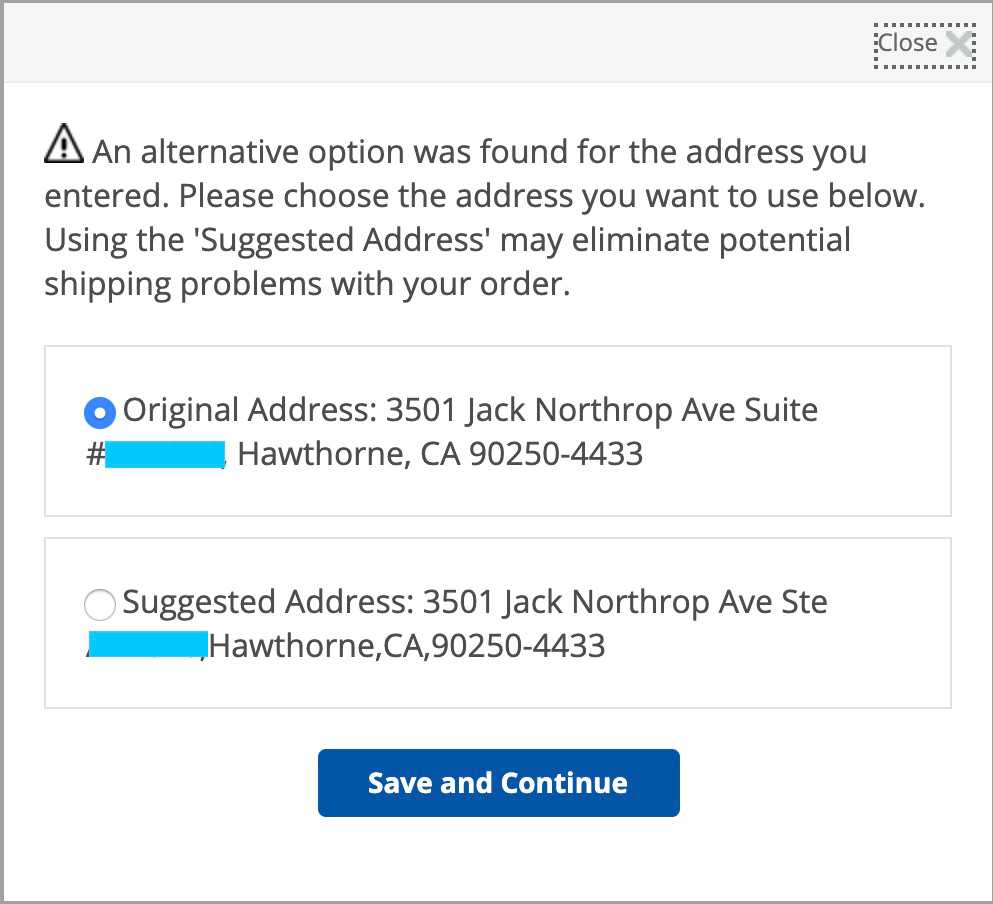 Close
An alternative option was found for the address you
entered. Please choose the address you want to use below.
Using the 'Suggested Address' may eliminate potential
shipping problems with your order.
Original Address: 3501 Jack Northrop Ave Suite
# , Hawthorne, CA 90250-4433
Suggested Address: 3501 Jack Northrop Ave Ste
,Hawthorne,CA,90250-4433
Save and Continue